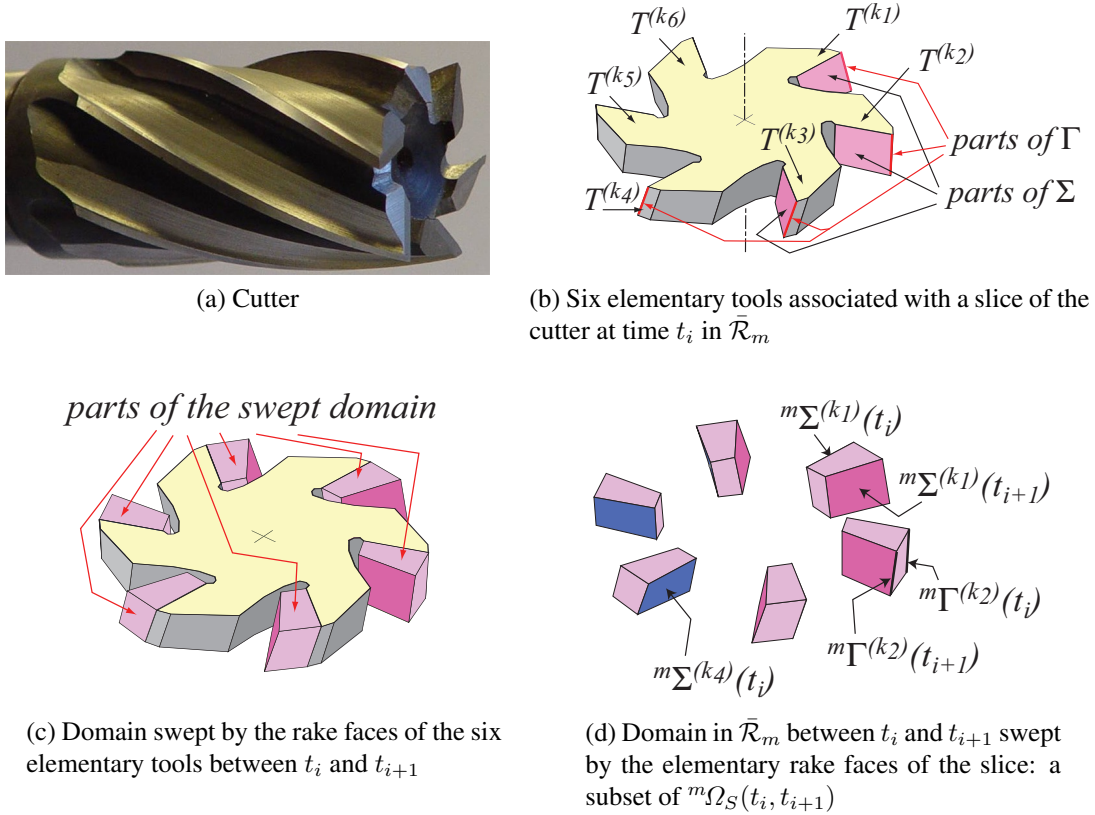 T^(k6)
T^(k1)
T^(k5)
T^(k2)
T^(k3)
parts of Γ
T^(k4)
parts of Σ
(a) Cutter
(b) Six elementary tools associated with a slice of the
cutter at time t_i in R̄_m
parts of the swept domain
^mΣ^(k1)(t_i)
^mΣ^(k1)(t_{i+1})
^mΓ^(k2)(t_i)
^mΓ^(k2)(t_{i+1})
^mΣ^(k4)(t_i)
(c) Domain swept by the rake faces of the six
elementary tools between t_i and t_{i+1}
(d) Domain in R̄_m between t_i and t_{i+1} swept
by the elementary rake faces of the slice: a
subset of ^mΩ_S(t_i, t_{i+1})